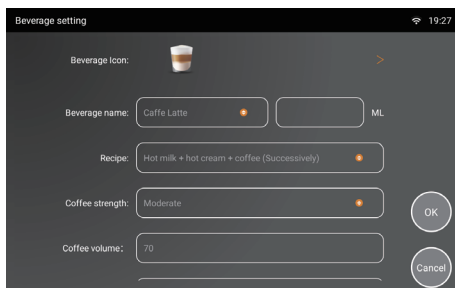 Beverage setting 19:27
Beverage Icon: >
Beverage name: Caffe Latte ML
Recipe: Hot milk + hot cream + coffee (Successively)
Coffee strength: Moderate
OK
Coffee volume: 70
Cancel